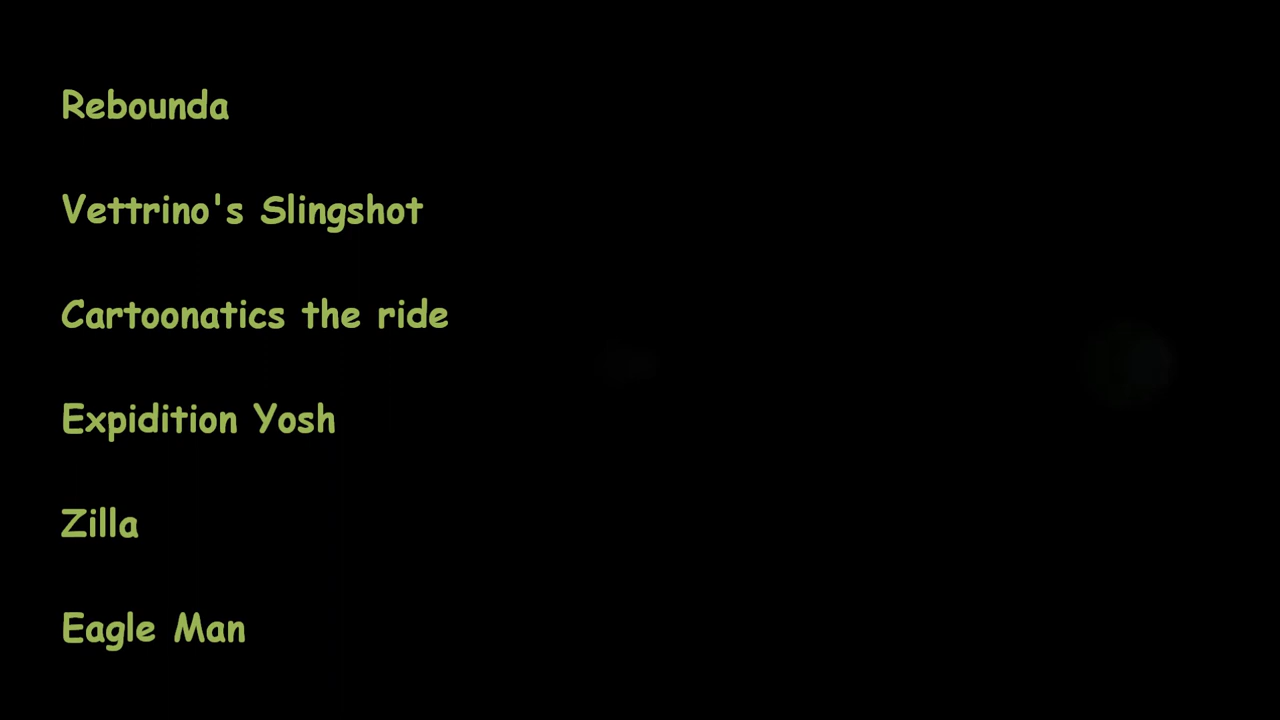 Rebounda
Vettrino's Slingshot
Cartoonatics the ride
Expidition Yosh
Zilla
Eagle Man